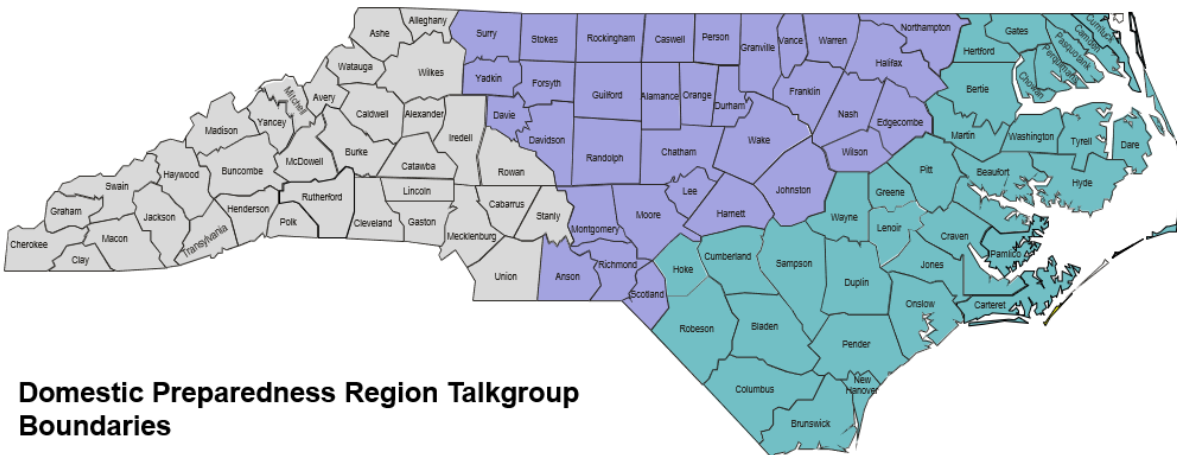 Alleghany
Northampton
Currituck
Ashe
Surry
Stokes
Rockingham
Caswell
Person
Granville
Vance
Warren
Gates
Camden
Pasquotank
Perquimans
Hertford
Watauga
Wilkes
Halifax
Chowan
Yadkin
Forsyth
Franklin
Bertie
Mitchell
Avery
Guilford
Alamance
Orange
Durham
Nash
Edgecombe
Madison
Yancey
Caldwell
Alexander
Davie
Iredell
Davidson
Wake
Martin
Washington
Tyrell
Dare
McDowell
Burke
Catawba
Randolph
Chatham
Wilson
Swain
Haywood
Buncombe
Rowan
Pitt
Beaufort
Hyde
Rutherford
Lincoln
Lee
Johnston
Greene
Graham
Jackson
Henderson
Polk
Cleveland
Gaston
Cabarrus
Stanly
Moore
Harnett
Wayne
Cherokee
Macon
Transylvania
Mecklenburg
Montgomery
Lenoir
Craven
Clay
Union
Anson
Richmond
Hoke
Cumberland
Sampson
Jones
Pamlico
Scotland
Duplin
Onslow
Carteret
Robeson
Bladen
Pender
Columbus
New
Hanover
Brunswick
Domestic Preparedness Region Talkgroup
Boundaries